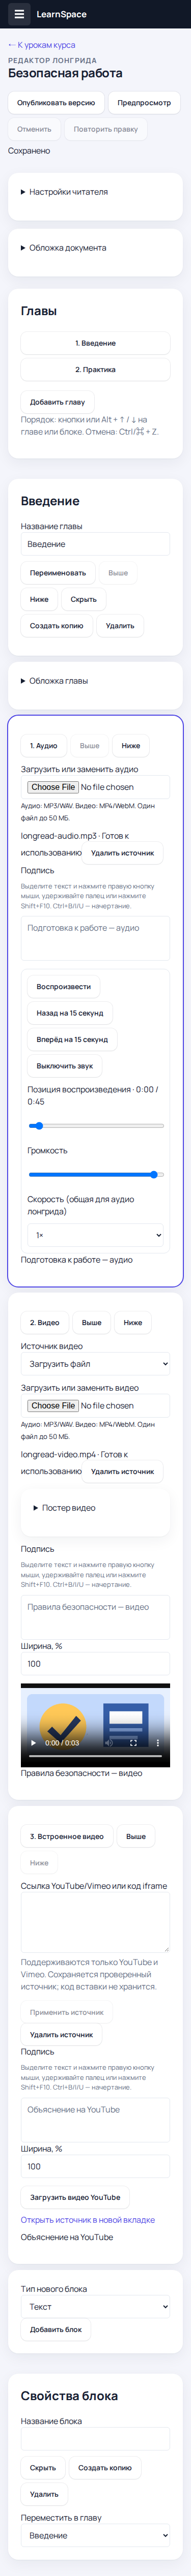 LearnSpace
← К урокам курса
РЕДАКТОР ЛОНГРИДА
Безопасная работа
Опубликовать версию
Предпросмотр
Отменить
Повторить правку
Сохранено
Настройки читателя
Обложка документа
Главы
1. Введение
2. Практика
Добавить главу
Порядок: кнопки или Alt + ↑ / ↓ на
главе или блоке. Отмена: Ctrl/⌘ + Z.
Введение
Название главы
Введение
Переименовать
Выше
Ниже
Скрыть
Создать копию
Удалить
Обложка главы
1. Аудио
Выше
Ниже
Загрузить или заменить аудио
Choose File No file chosen
Аудио: MP3/WAV. Видео: MP4/WebM. Один
файл до 50 МБ.
longread-audio.mp3 · Готов к
использованию
Удалить источник
Подпись
Выделите текст и нажмите правую кнопку
мыши, удерживайте палец или нажмите
Shift+F10. Ctrl+B/I/U — начертание.
Подготовка к работе — аудио
Воспроизвести
Назад на 15 секунд
Вперёд на 15 секунд
Выключить звук
Позиция воспроизведения · 0:00 /
0:45
Громкость
Скорость (общая для аудио
лонгрида)
1×
Подготовка к работе — аудио
2. Видео
Выше
Ниже
Источник видео
Загрузить файл
Загрузить или заменить видео
Choose File No file chosen
Аудио: MP3/WAV. Видео: MP4/WebM. Один
файл до 50 МБ.
longread-video.mp4 · Готов к
использованию
Удалить источник
Постер видео
Подпись
Выделите текст и нажмите правую кнопку
мыши, удерживайте палец или нажмите
Shift+F10. Ctrl+B/I/U — начертание.
Правила безопасности — видео
Ширина, %
100
0:00 / 0:03
Правила безопасности — видео
3. Встроенное видео
Выше
Ниже
Ссылка YouTube/Vimeo или код iframe
Поддерживаются только YouTube и
Vimeo. Сохраняется проверенный
источник, код вставки не хранится.
Применить источник
Удалить источник
Подпись
Выделите текст и нажмите правую кнопку
мыши, удерживайте палец или нажмите
Shift+F10. Ctrl+B/I/U — начертание.
Объяснение на YouTube
Ширина, %
100
Загрузить видео YouTube
Открыть источник в новой вкладке
Объяснение на YouTube
Тип нового блока
Текст
Добавить блок
Свойства блока
Название блока
Скрыть
Создать копию
Удалить
Переместить в главу
Введение